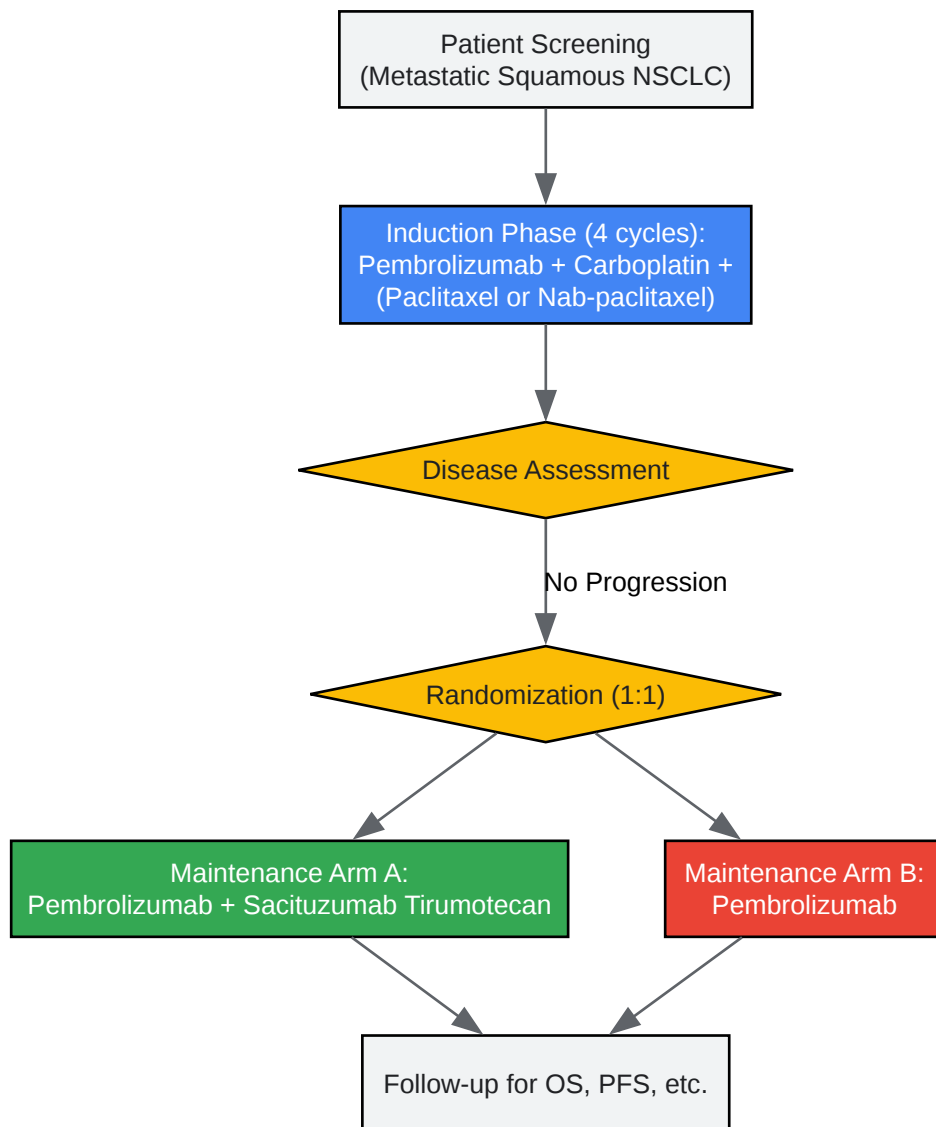 Patient Screening
(Metastatic Squamous NSCLC)
Induction Phase (4 cycles):
Pembrolizumab + Carboplatin +
(Paclitaxel or Nab-paclitaxel)
Disease Assessment
No Progression
Randomization (1:1)
Maintenance Arm A:
Pembrolizumab + Sacituzumab Tirumotecan
Maintenance Arm B:
Pembrolizumab
Follow-up for OS, PFS, etc.